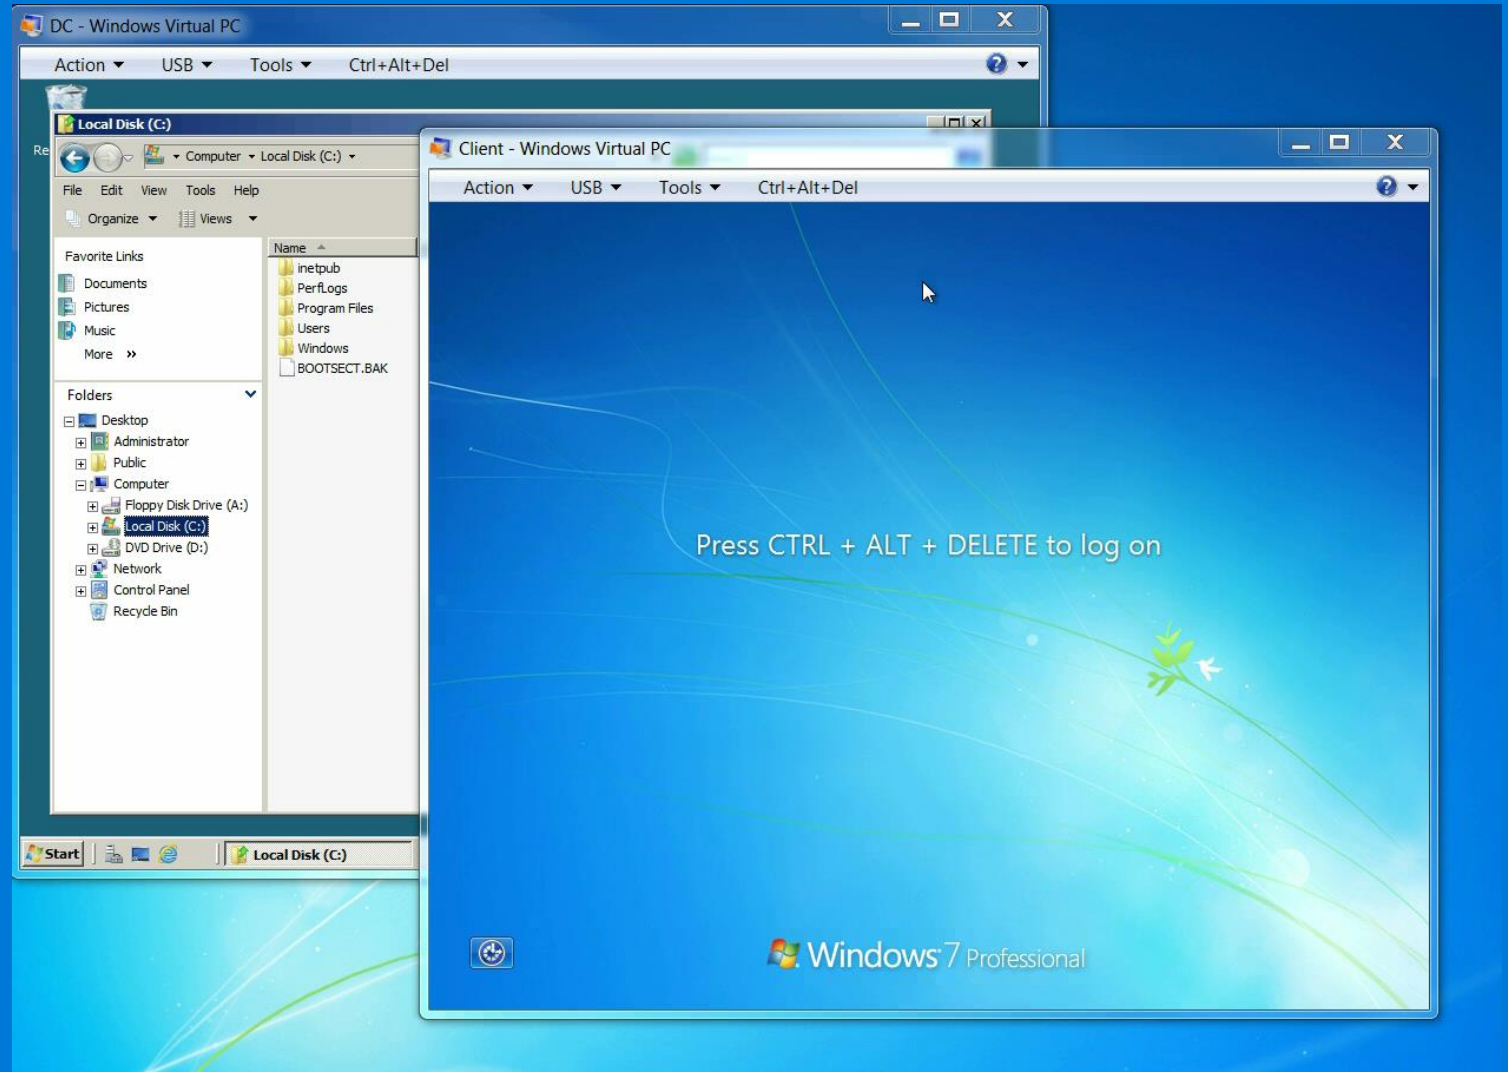 DC - Windows Virtual PC
Action USB Tools Ctrl+Alt+Del
Re
Local Disk (C:)
Computer Local Disk (C:)
File Edit View Tools Help
Organize Views
Favorite Links
Documents
Pictures
Music
More »
Folders
Desktop
Administrator
Public
Computer
Floppy Disk Drive (A:)
Local Disk (C:)
DVD Drive (D:)
Network
Control Panel
Recycle Bin
Name
inetpub
PerfLogs
Program Files
Users
Windows
BOOTSECT.BAK
Start Local Disk (C:)
Client - Windows Virtual PC
Action USB Tools Ctrl+Alt+Del
Press CTRL + ALT + DELETE to log on
Windows 7 Professional